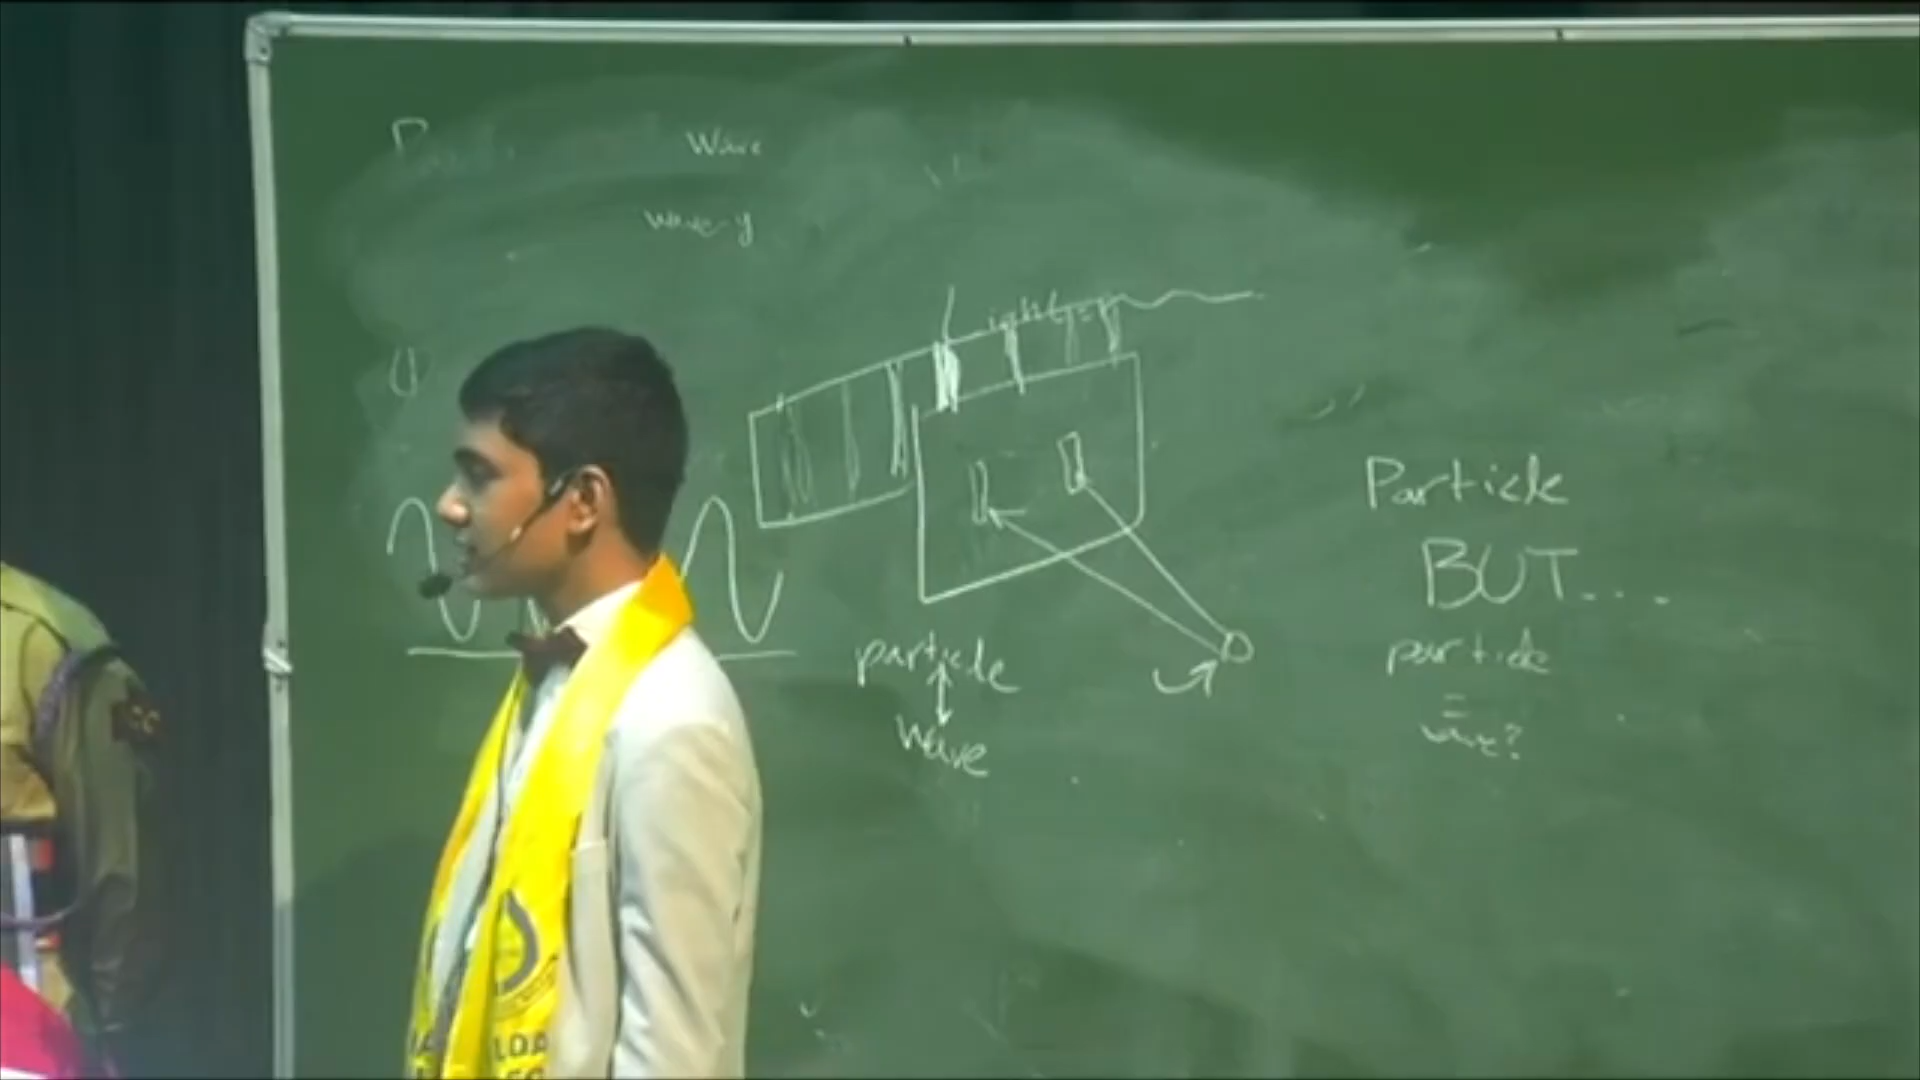 Wave
wave-y
Light
Particle
BUT....
particle
=
wave?
particle
wave